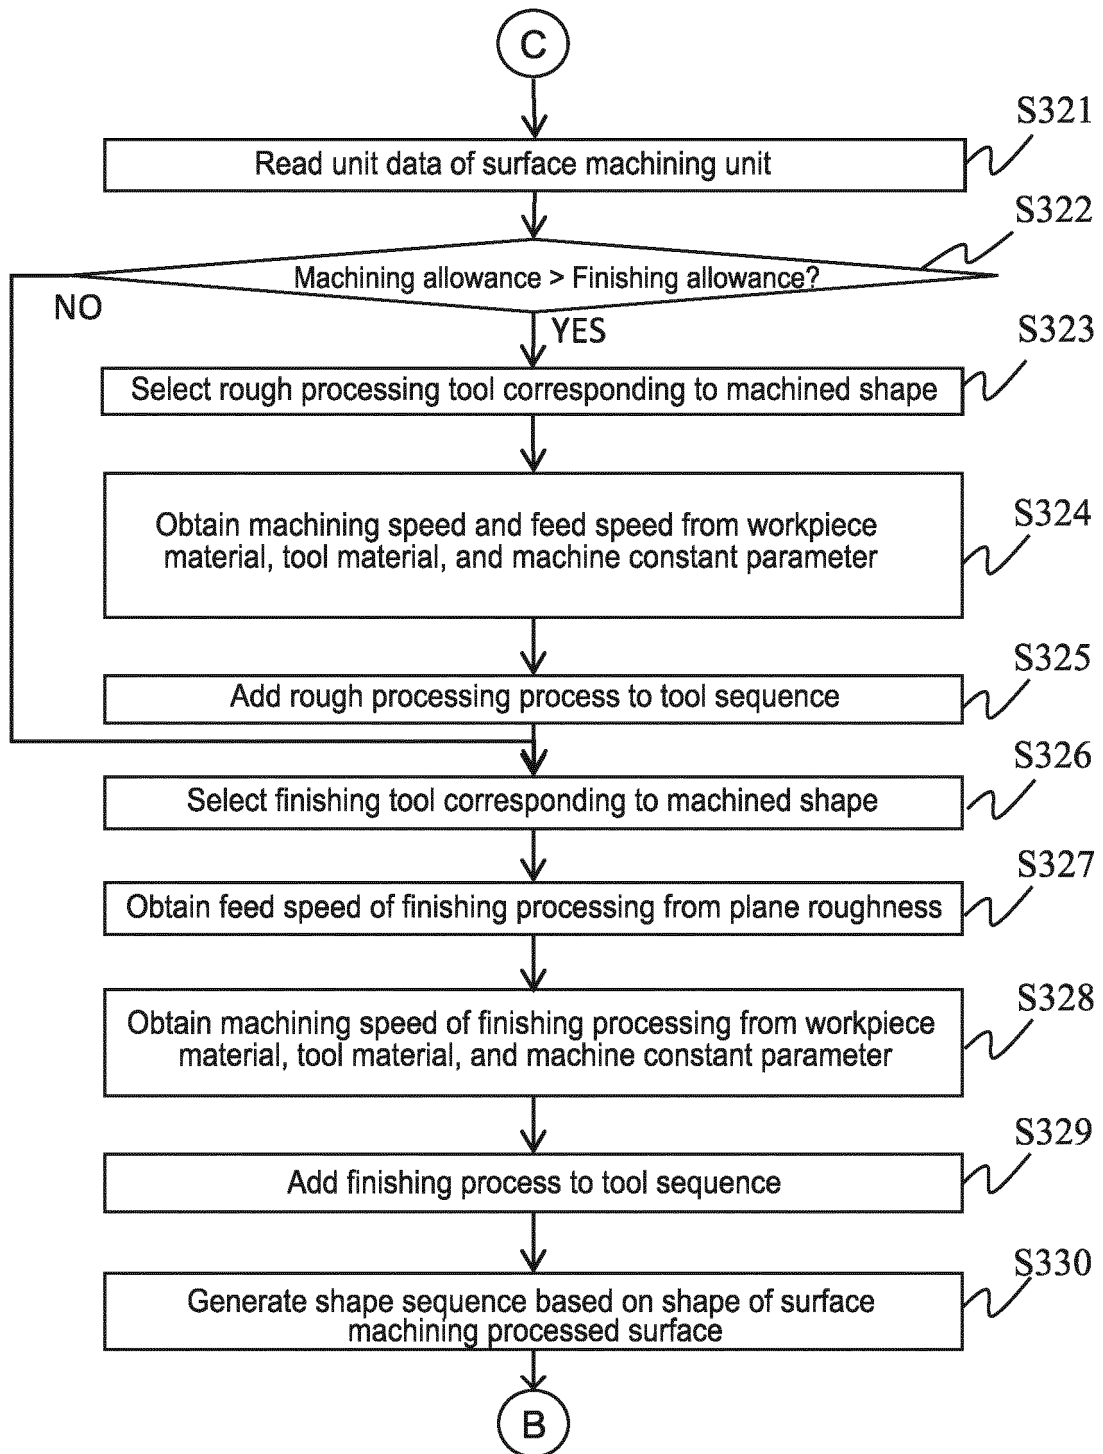 C
S321
Read unit data of surface machining unit
S322
Machining allowance > Finishing allowance?
NO
YES
S323
Select rough processing tool corresponding to machined shape
S324
Obtain machining speed and feed speed from workpiece
material, tool material, and machine constant parameter
S325
Add rough processing process to tool sequence
S326
Select finishing tool corresponding to machined shape
S327
Obtain feed speed of finishing processing from plane roughness
S328
Obtain machining speed of finishing processing from workpiece
material, tool material, and machine constant parameter
S329
Add finishing process to tool sequence
S330
Generate shape sequence based on shape of surface
machining processed surface
B